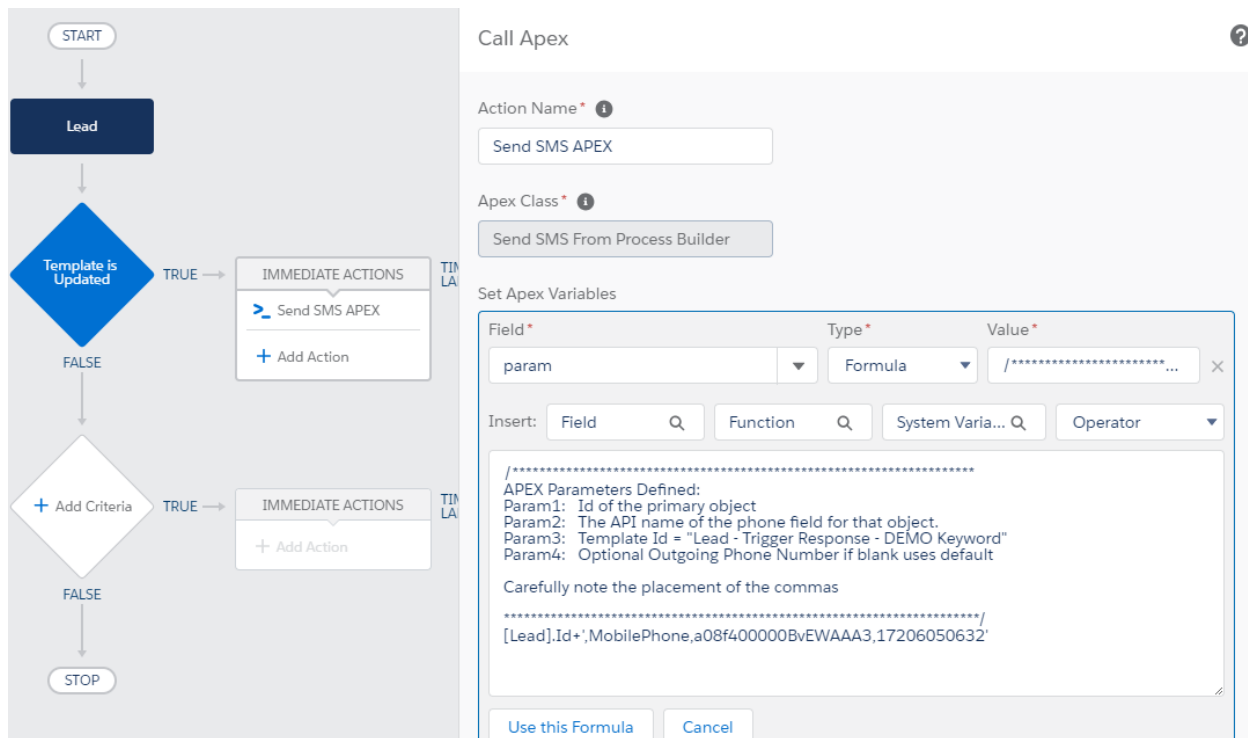 START
Lead
Template is
Updated
TRUE
IMMEDIATE ACTIONS
Send SMS APEX
+ Add Action
TIM
LA
FALSE
+ Add Criteria
TRUE
IMMEDIATE ACTIONS
+ Add Action
TIM
LA
FALSE
STOP
Call Apex
?
Action Name* i
Send SMS APEX
Apex Class* i
Send SMS From Process Builder
Set Apex Variables
Field* Type* Value*
param Formula /***********************...
Insert: Field Function System Varia... Operator
/*********************************************************************
APEX Parameters Defined:
Param1: Id of the primary object
Param2: The API name of the phone field for that object.
Param3: Template Id = "Lead - Trigger Response - DEMO Keyword"
Param4: Optional Outgoing Phone Number if blank uses default
Carefully note the placement of the commas
***********************************************************************/
[Lead].Id+',MobilePhone,a08f400000BvEWAAA3,17206050632'
Use this Formula Cancel